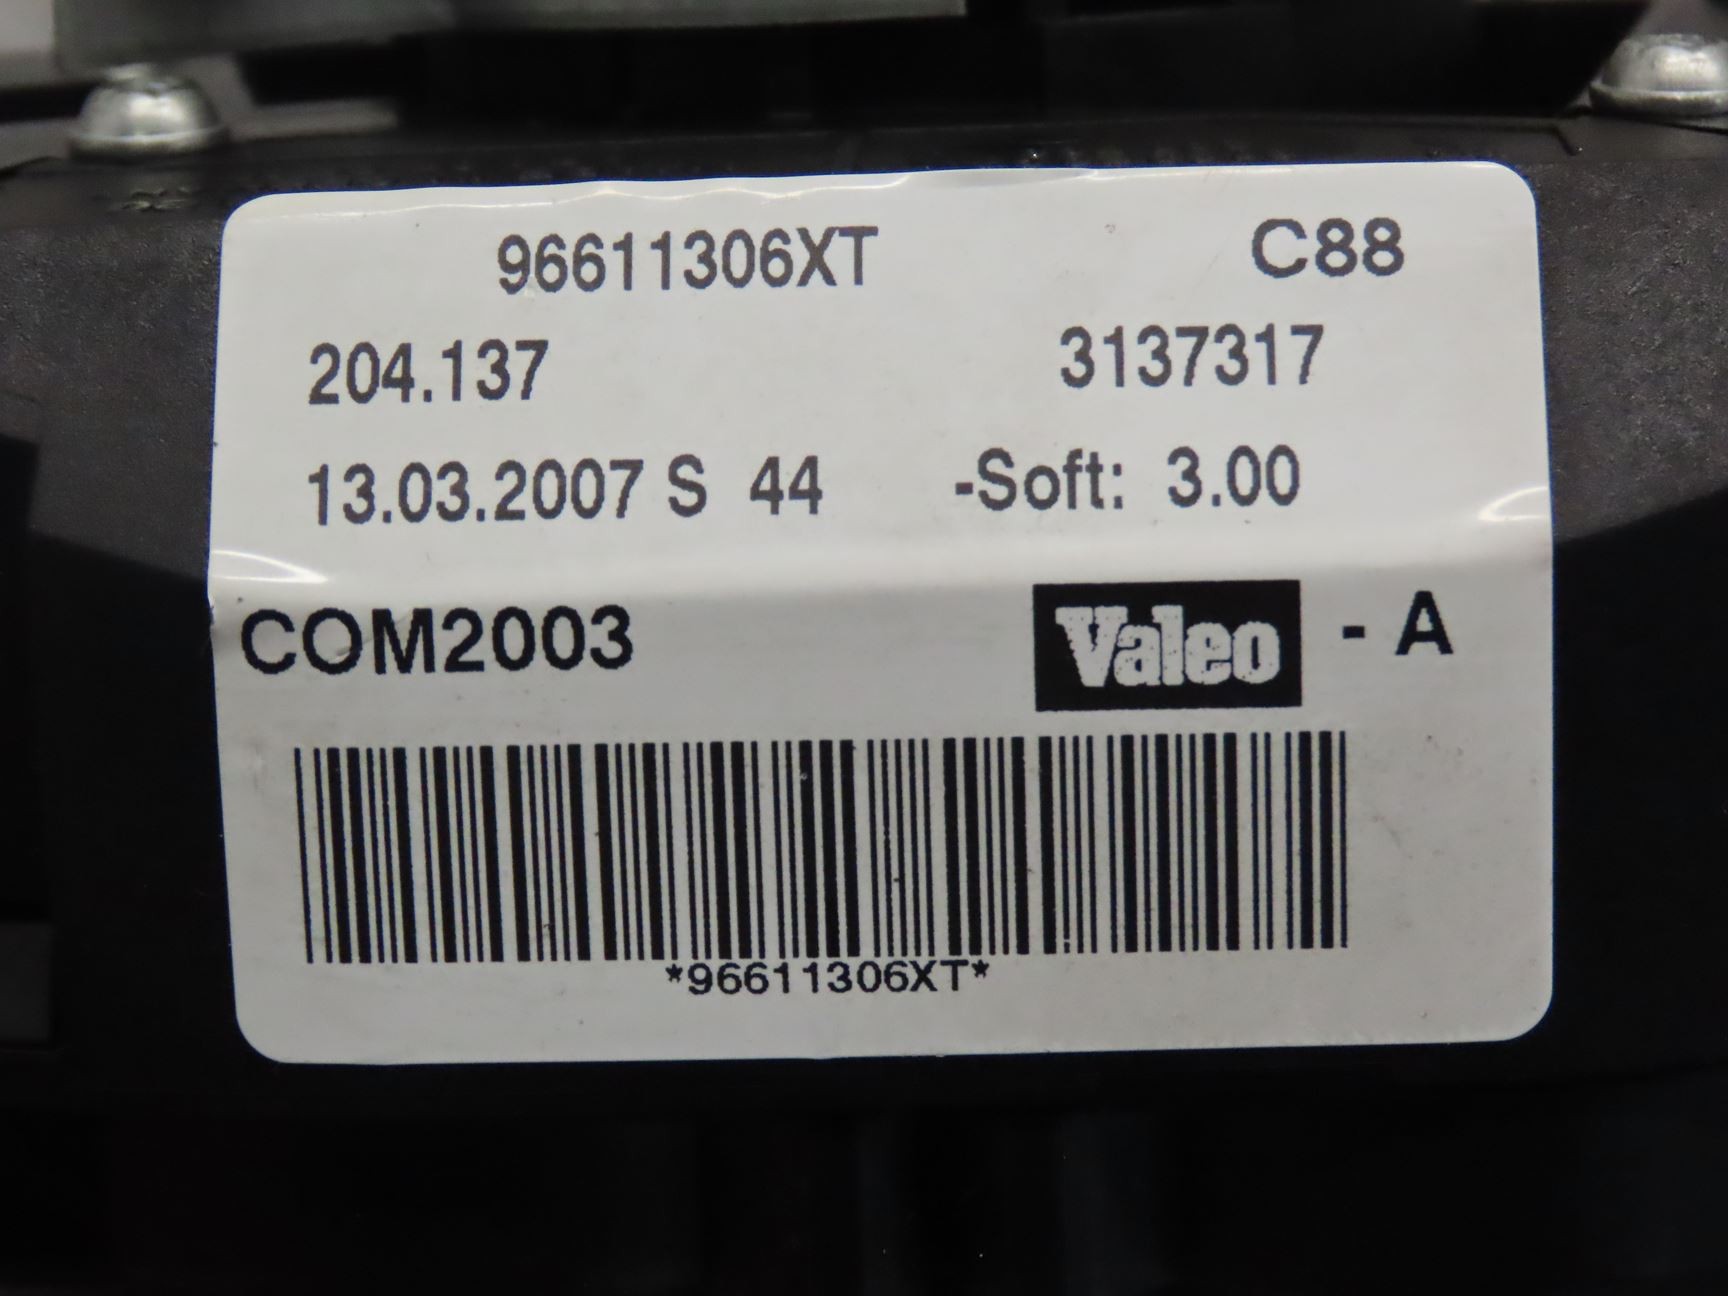 96611306XT C88
204.137 3137317
13.03.2007 S 44 -Soft: 3.00
COM2003 Valeo - A
*96611306XT*